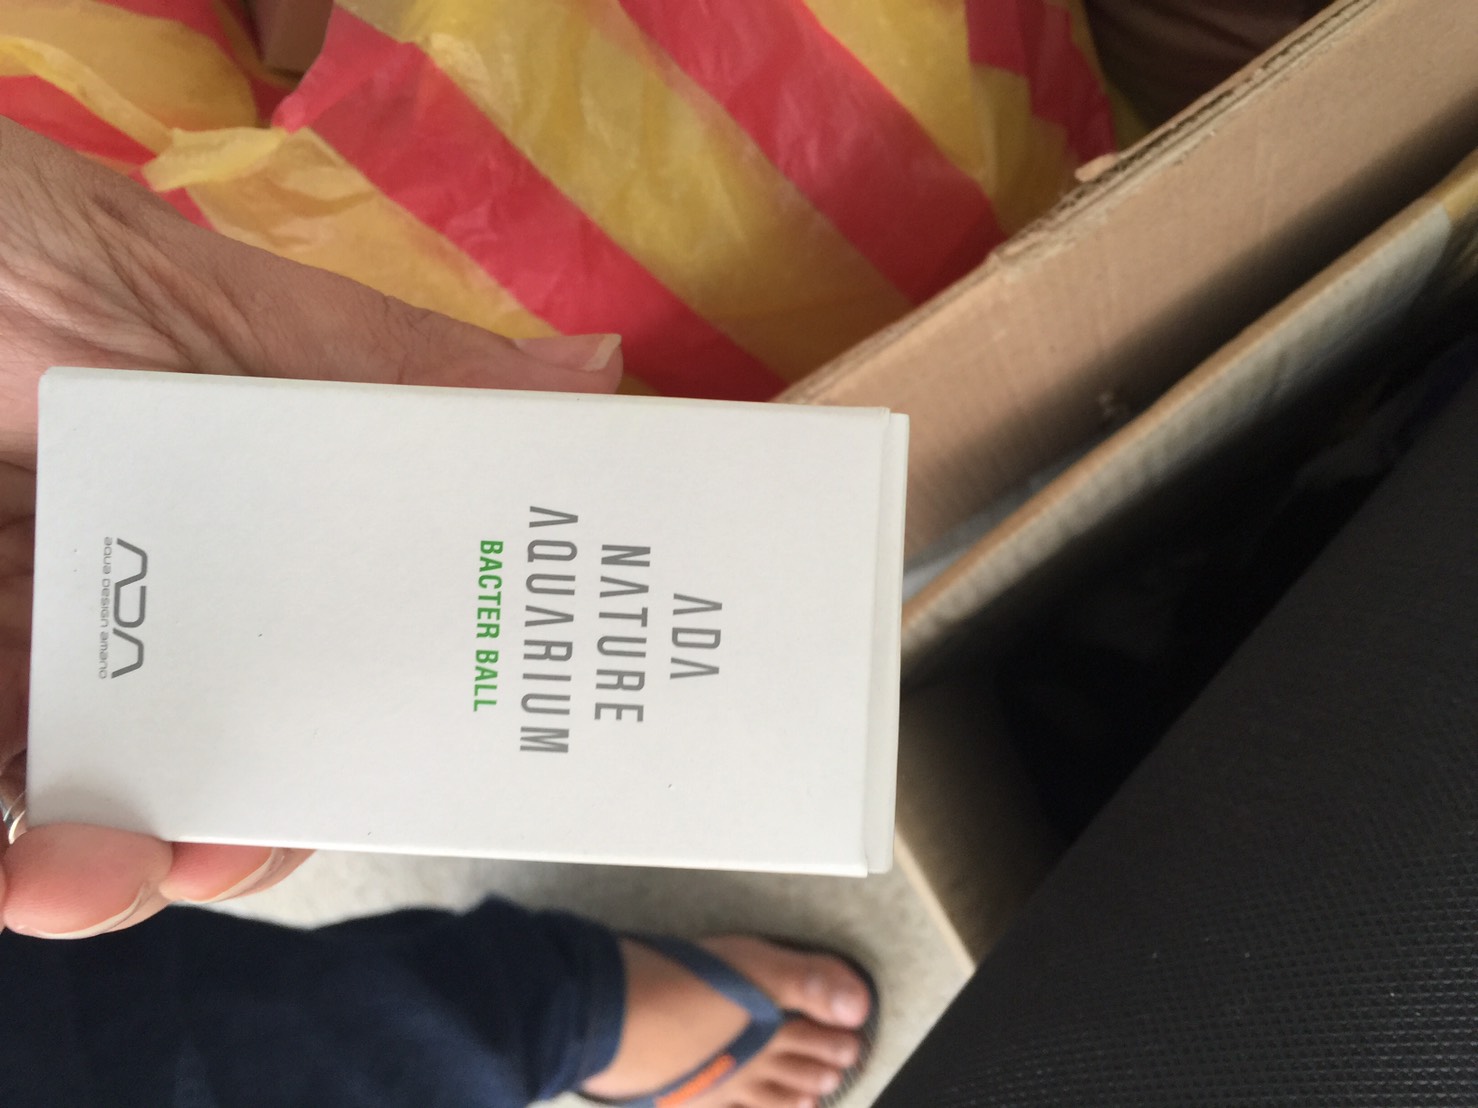 ADA
NATURE
AQUARIUM
BACTER BALL
ADA
aqua Design amano